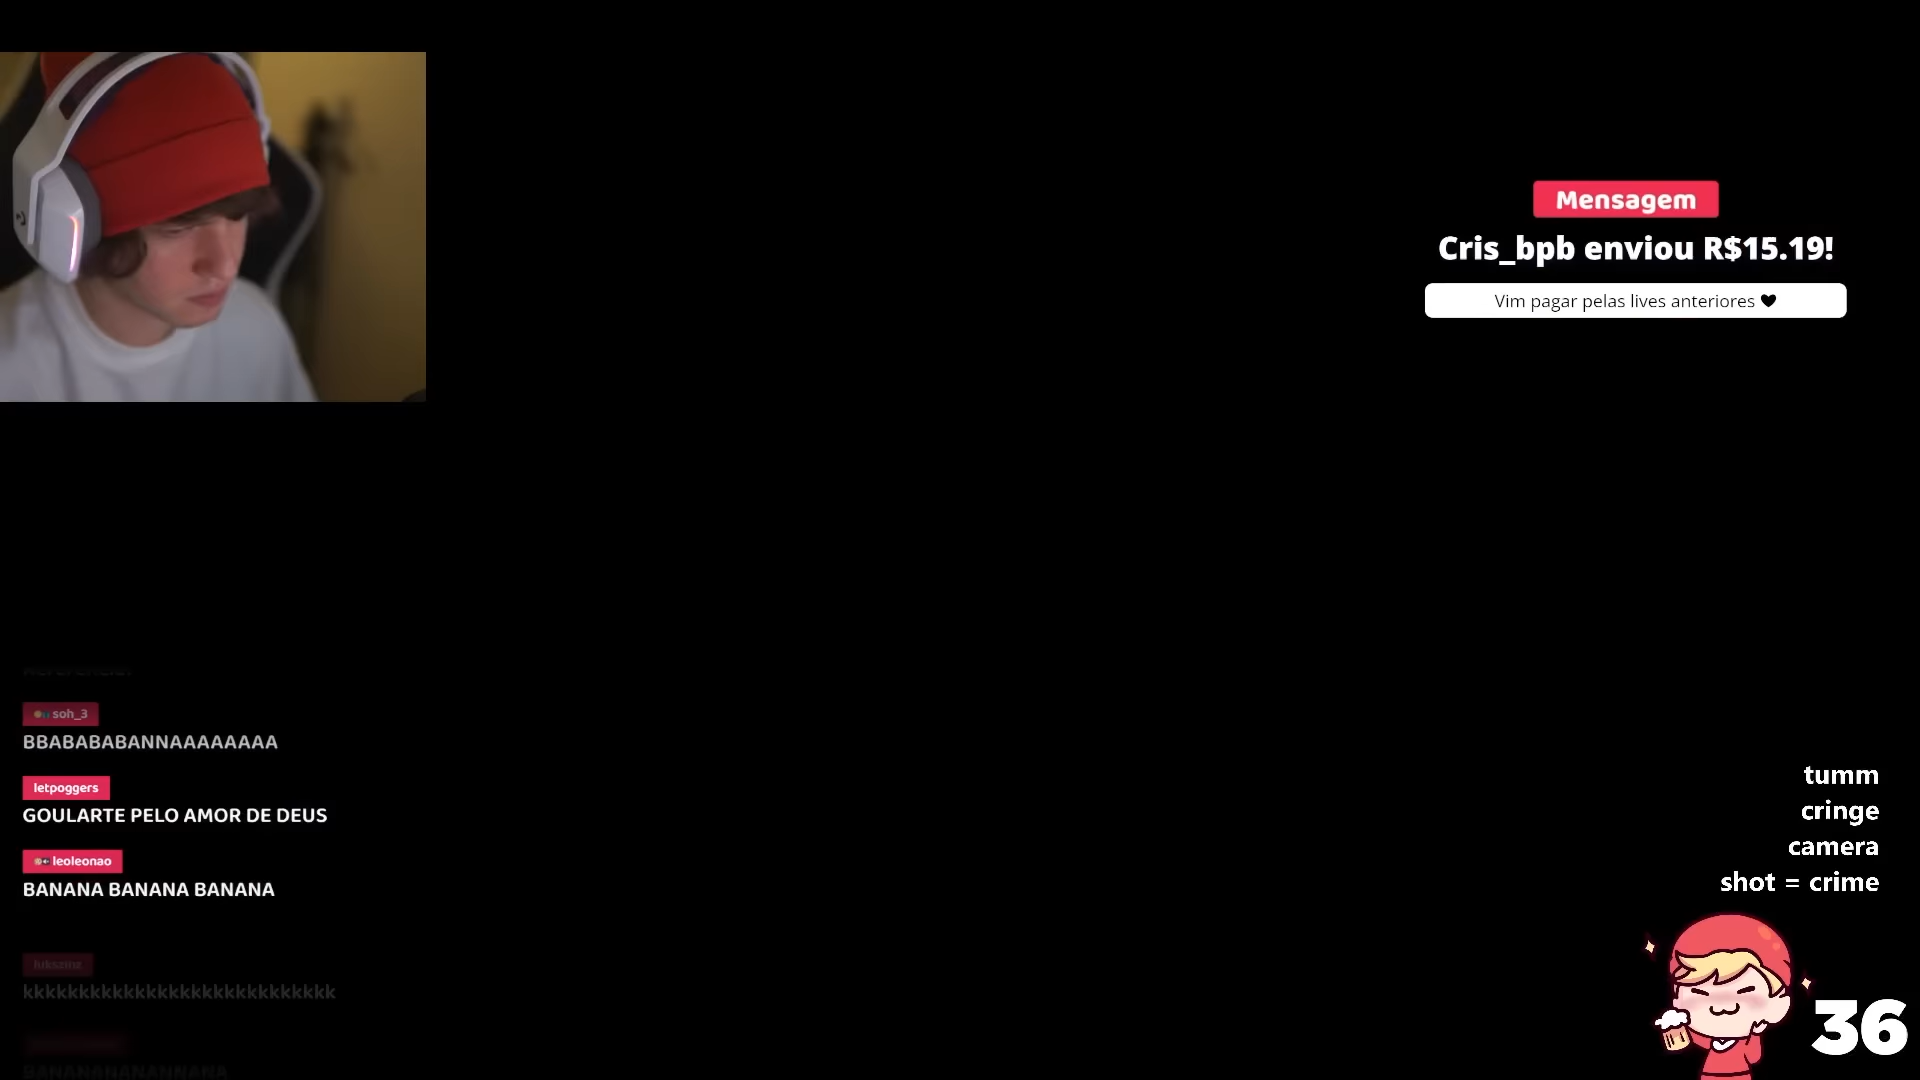 Mensagem
Cris_bpb enviou R$15.19!
Vim pagar pelas lives anteriores ♥
soh_3
BBABABABANNAAAAAAAA
letpoggers
GOULARTE PELO AMOR DE DEUS
leoleonao
BANANA BANANA BANANA
kkkkkkkkkkkkkkkkkkkkkkkkkkkk
tumm
cringe
camera
shot = crime
36